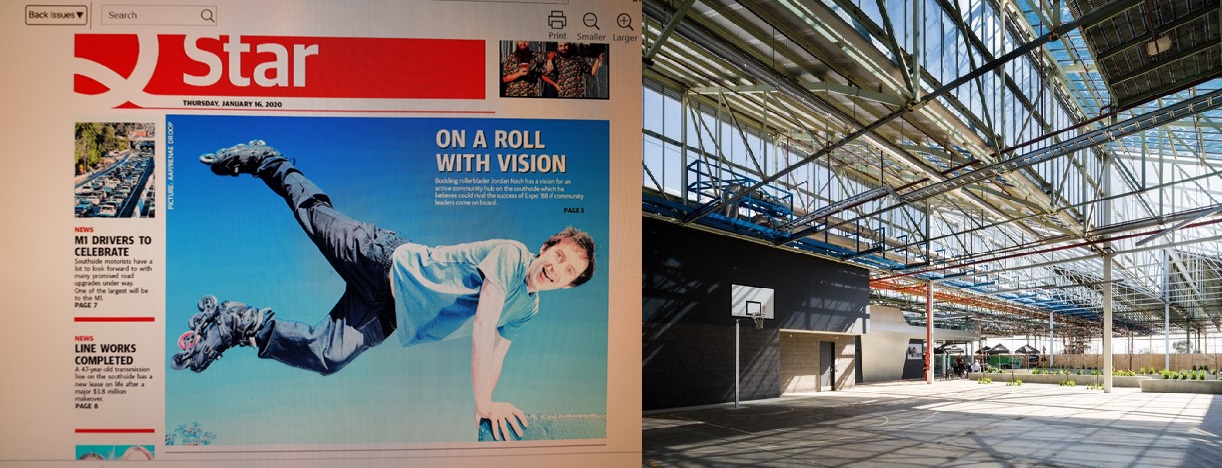 Back Issues ▼
Search
Print
Smaller
Larger
Star
THURSDAY, JANUARY 16, 2020
ON A ROLL
WITH VISION
Budding rollerblader Jordan Nash has a vision for an
active community hub on the southside which he
believes could rival the success of Expo '88 if community
leaders come on board.
PAGE 5
NEWS
M1 DRIVERS TO
CELEBRATE
Southside motorists have a
lot to look forward to with
many promised road
upgrades under way.
One of the largest will be
to the M1.
PAGE 7
NEWS
LINE WORKS
COMPLETED
A 47-year-old transmission
line on the southside has a
new lease on life after a
major $3.8 million
makeover.
PAGE 8
PICTURE: AAP/RENAE DROOP